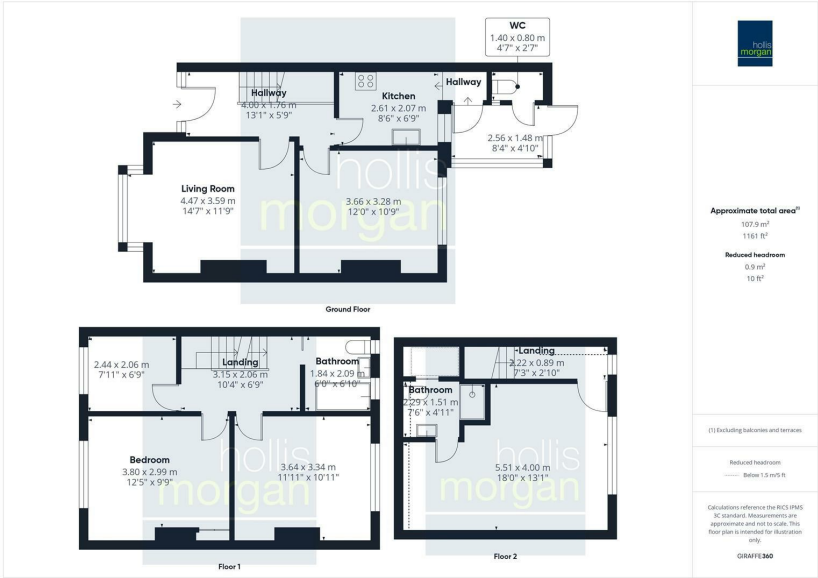 WC
1.40 x 0.80 m
4'7" x 2'7"
Hallway
4.00 x 1.76 m
13'1" x 5'9"
Kitchen
2.61 x 2.07 m
8'6" x 6'9"
Hallway
2.56 x 1.48 m
8'4" x 4'10"
Living Room
4.47 x 3.59 m
14'7" x 11'9"
3.66 x 3.28 m
12'0" x 10'9"
hollis
morgan
Ground Floor
2.44 x 2.06 m
7'11" x 6'9"
Landing
3.15 x 2.06 m
10'4" x 6'9"
Bathroom
1.84 x 2.09 m
6'0" x 6'10"
Bedroom
3.80 x 2.99 m
12'5" x 9'9"
3.64 x 3.34 m
11'11" x 10'11"
hollis
morgan
Floor 1
Landing
2.22 x 0.89 m
7'3" x 2'10"
Bathroom
2.29 x 1.51 m
7'6" x 4'11"
5.51 x 4.00 m
18'0" x 13'1"
hollis
morgan
Floor 2
hollis
morgan
Approximate total area(1)
107.9 m²
1161 ft²
Reduced headroom
0.9 m²
10 ft²
(1) Excluding balconies and terraces
Reduced headroom
Below 1.5 m/5 ft
Calculations reference the RICS IPMS
3C standard. Measurements are
approximate and not to scale. This
floor plan is intended for illustration
only.
GIRAFFE360